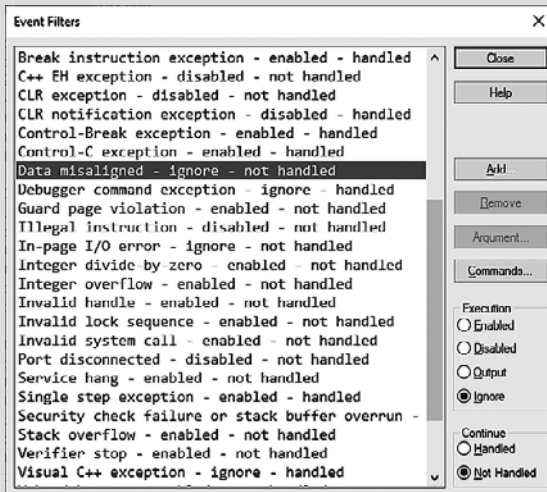 Event Filters
Break instruction exception - enabled - handled
C++ EH exception - disabled - not handled
CLR exception - disabled - not handled
CLR notification exception - disabled - handled
Control-Break exception - enabled - handled
Control-C exception - enabled - handled
Data misaligned - ignore - not handled
Debugger command exception - ignore - handled
Guard page violation - enabled - not handled
Illegal instruction - disabled - not handled
In-page I/O error - ignore - not handled
Integer divide-by-zero - enabled - not handled
Integer overflow - enabled - not handled
Invalid handle - enabled - not handled
Invalid lock sequence - enabled - not handled
Invalid system call - enabled - not handled
Port disconnected - disabled - not handled
Service hang - enabled - not handled
Single step exception - enabled - handled
Security check failure or stack buffer overrun -
Stack overflow - enabled - not handled
Verifier stop - enabled - not handled
Visual C++ exception - ignore - handled
Close
Help
Add...
Remove
Argument...
Commands...
Execution
Enabled
Disabled
Output
Ignore
Continue
Handled
Not Handled